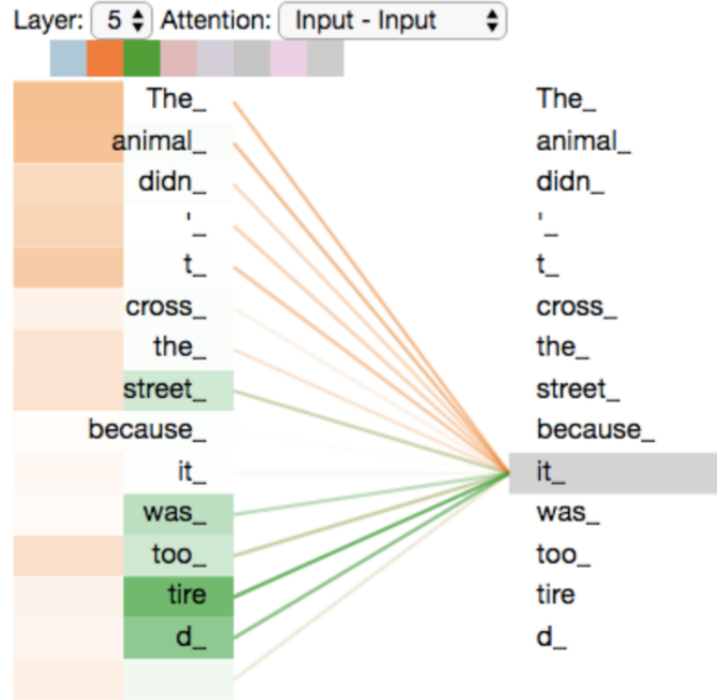 Layer: 5 Attention: Input - Input
The_ The_
animal_ animal_
didn_ didn_
'_ '_
t_ t_
cross_ cross_
the_ the_
street_ street_
because_ because_
it_ it_
was_ was_
too_ too_
tire tire
d_ d_